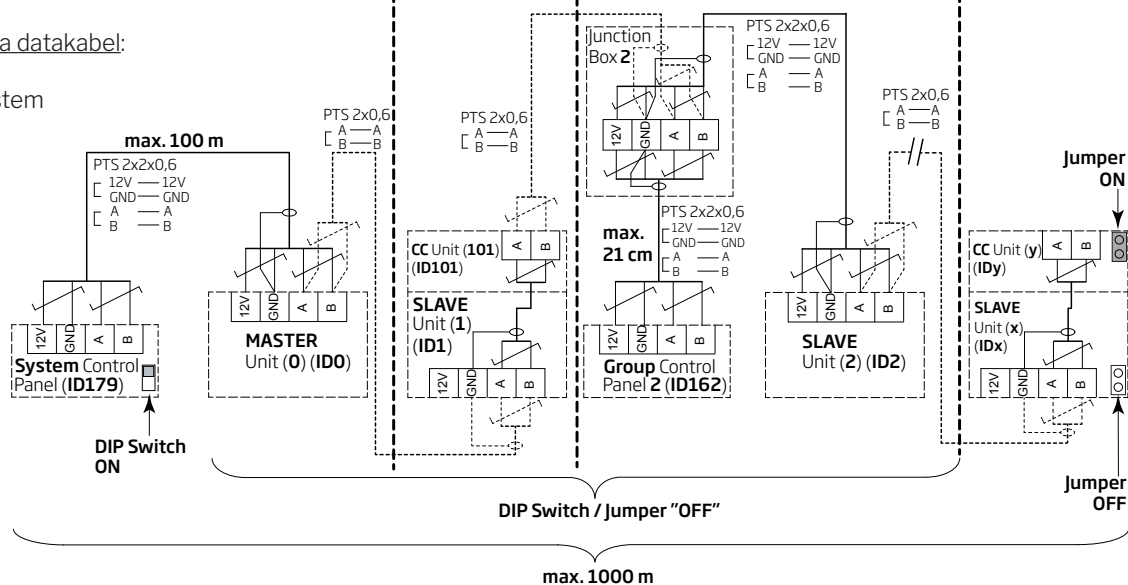 a datakabel:
stem
max. 100 m
PTS 2x2x0,6
12V — 12V
GND — GND
A — A
B — B
12V
GND
A
B
System Control
Panel (ID179)
DIP Switch
ON
PTS 2x0,6
A — A
B — B
12V
GND
A
B
MASTER
Unit (0) (ID0)
PTS 2x0,6
A — A
B — B
CC Unit (101)
(ID101)
A
B
SLAVE
Unit (1)
(ID1)
12V
GND
A
B
Junction
Box 2
12V
GND
A
B
max.
21 cm
PTS 2x2x0,6
12V — 12V
GND — GND
A — A
B — B
12V
GND
A
B
Group Control
Panel 2 (ID162)
PTS 2x2x0,6
12V — 12V
GND — GND
A — A
B — B
12V
GND
A
B
SLAVE
Unit (2) (ID2)
PTS 2x0,6
A — A
B — B
Jumper
ON
CC Unit (y)
(IDy)
A
B
SLAVE
Unit (x)
(IDx)
12V
GND
A
B
Jumper
OFF
DIP Switch / Jumper "OFF"
max. 1000 m